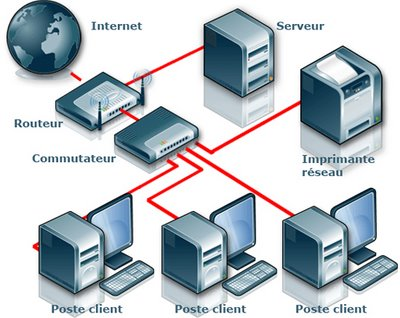 Internet
Serveur
Routeur
Commutateur
Imprimante
réseau
Poste client
Poste client
Poste client